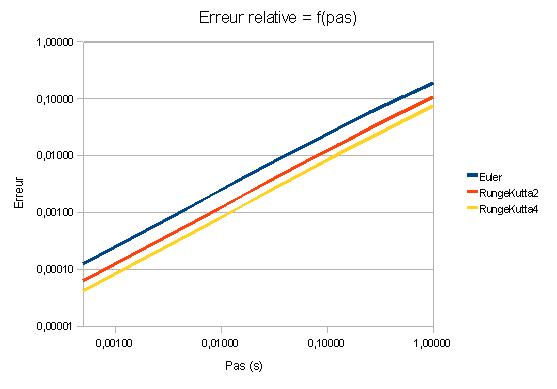 Erreur relative = f(pas)
1,00000
0,10000
0,01000
0,00100
0,00010
0,00001
Erreur
0,00100 0,01000 0,10000 1,00000
Pas (s)
Euler
RungeKutta2
RungeKutta4